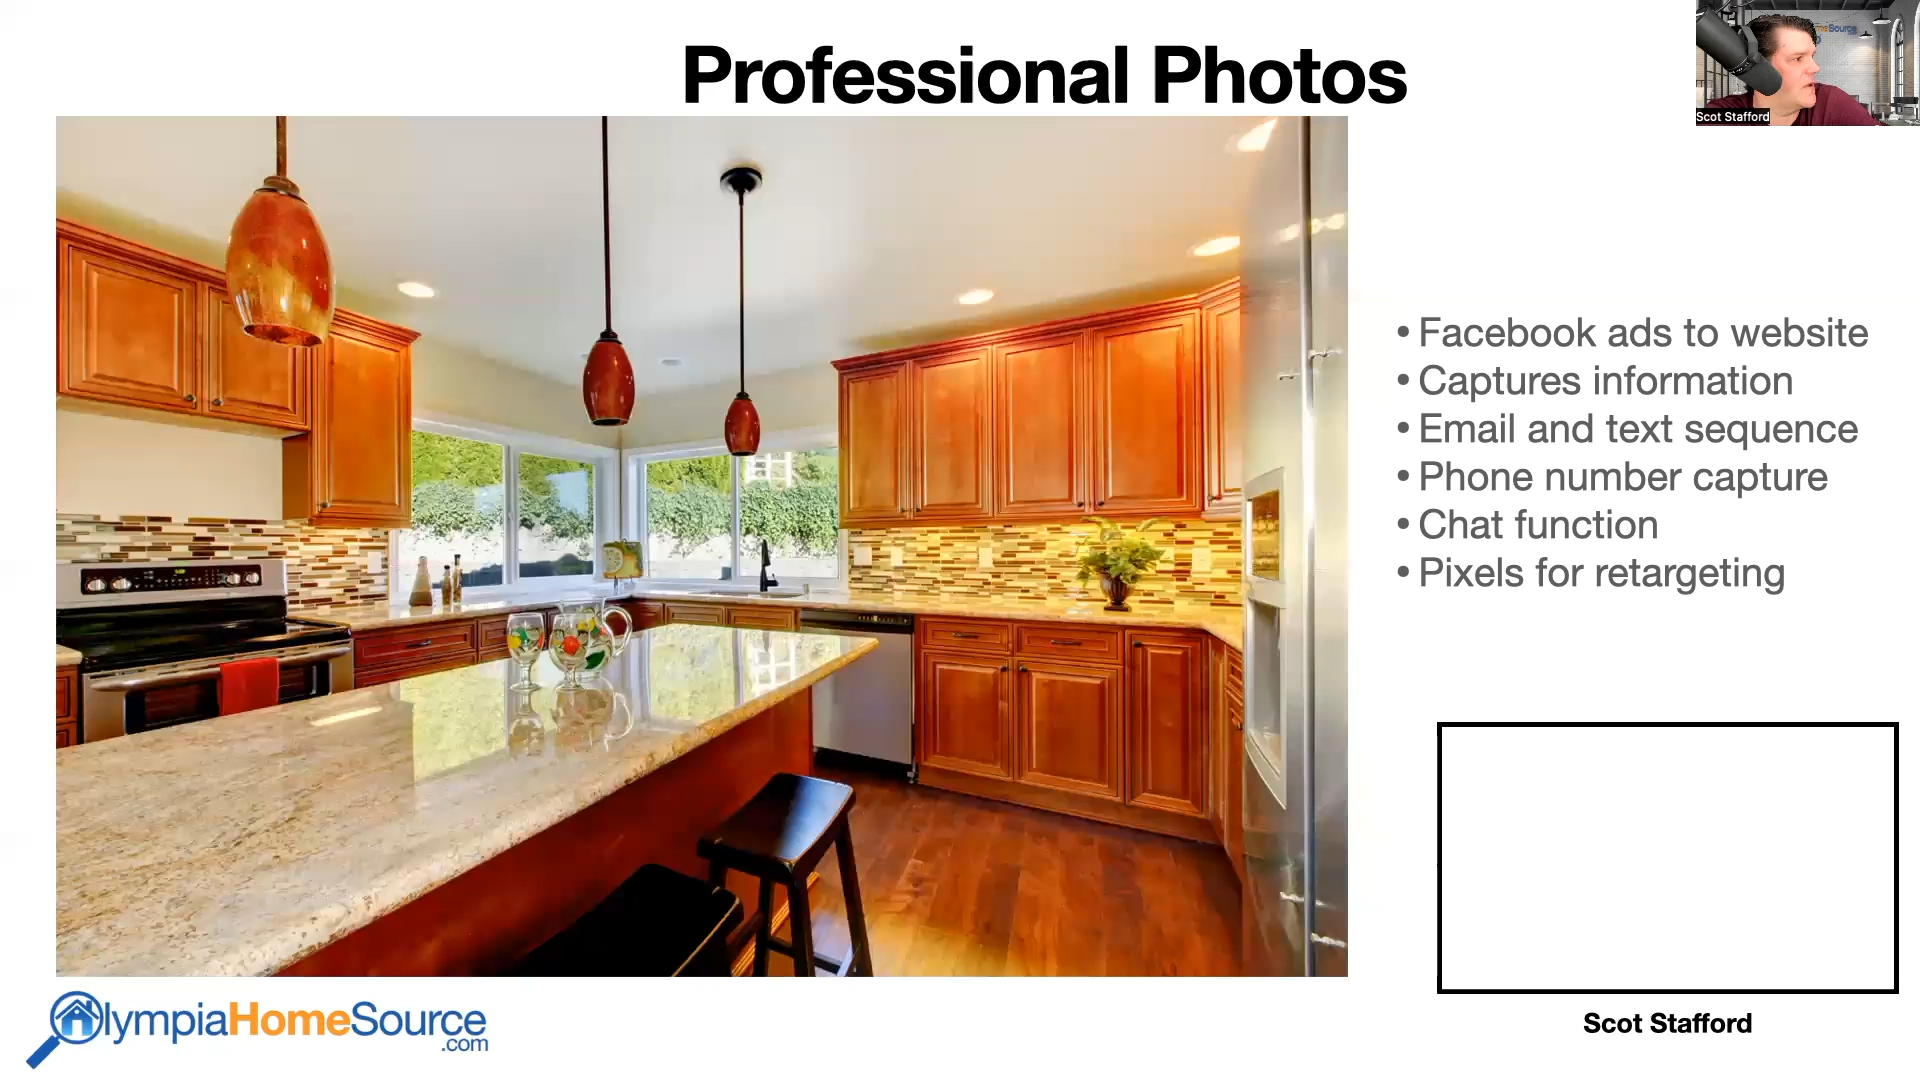 Professional Photos
Scot Stafford
• Facebook ads to website
• Captures information
• Email and text sequence
• Phone number capture
• Chat function
• Pixels for retargeting
OlympiaHomeSource
.com
Scot Stafford